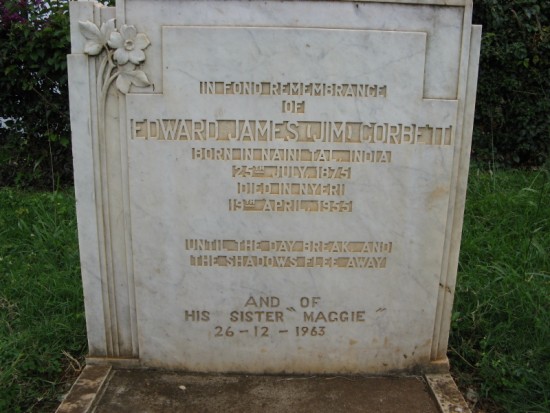 IN FOND REMEMBRANCE
OF
EDWARD JAMES (JIM) CORBETT
BORN IN NAINI TAL, INDIA
25TH JULY 1875
DIED IN NYERI
19TH APRIL 1955
UNTIL THE DAY BREAK, AND
THE SHADOWS FLEE AWAY
AND OF
HIS SISTER "MAGGIE"
26-12-1963